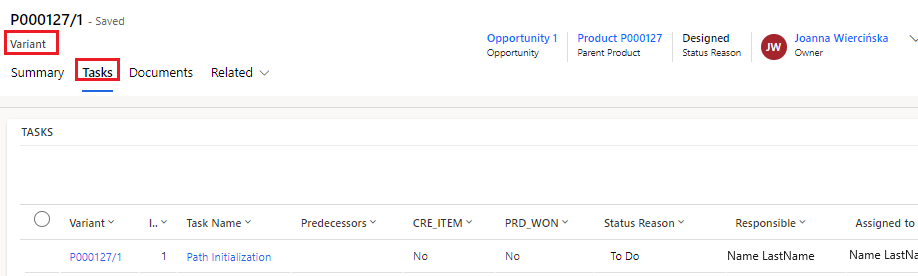 P000127/1 - Saved
Variant
Opportunity 1
Opportunity
Product P000127
Parent Product
Designed
Status Reason
JW
Joanna Wiercińska
Owner
Summary Tasks Documents Related
TASKS
Variant I.. Task Name Predecessors CRE_ITEM PRD_WON Status Reason Responsible Assigned to
P000127/1 1 Path Initialization No No To Do Name LastName Name LastName